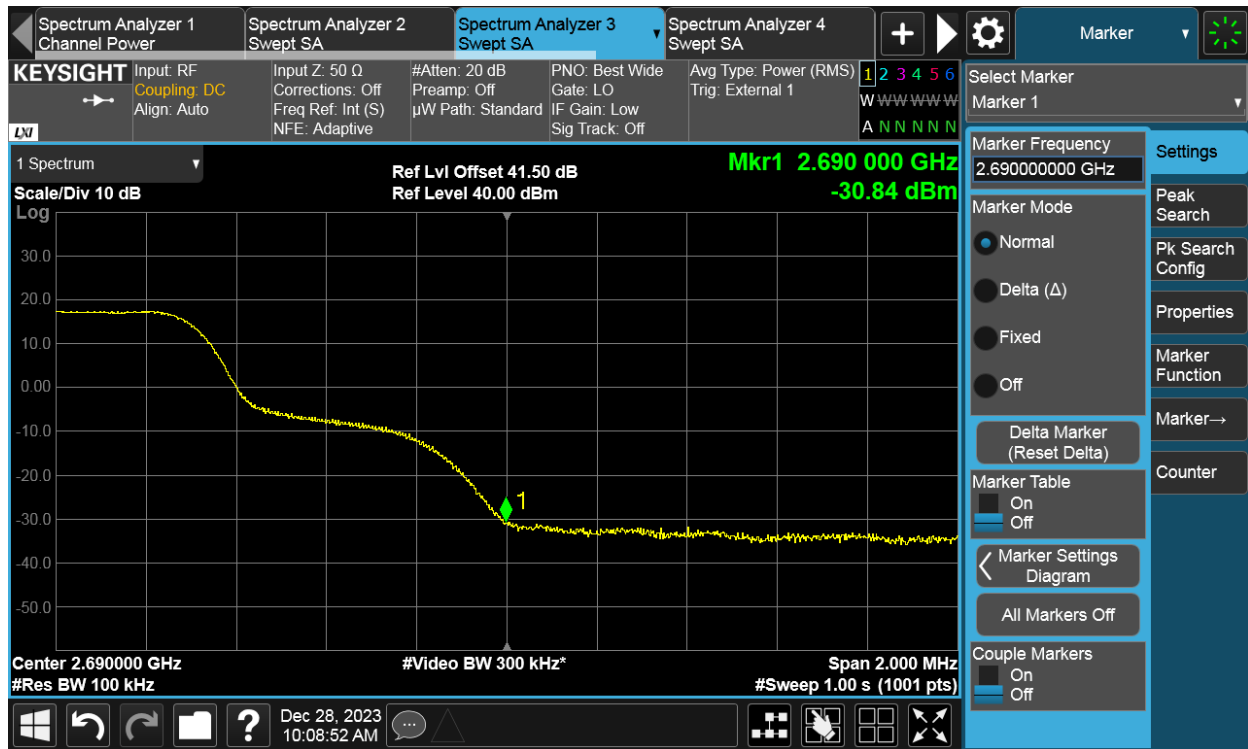 Spectrum Analyzer 1
Channel Power
Spectrum Analyzer 2
Swept SA
Spectrum Analyzer 3
Swept SA
Spectrum Analyzer 4
Swept SA
+
Marker
KEYSIGHT
LXI
Input: RF
Coupling: DC
Align: Auto
Input Z: 50 Ω
Corrections: Off
Freq Ref: Int (S)
NFE: Adaptive
#Atten: 20 dB
Preamp: Off
µW Path: Standard
PNO: Best Wide
Gate: LO
IF Gain: Low
Sig Track: Off
Avg Type: Power (RMS)
Trig: External 1
1 2 3 4 5 6
W W W W W W
A N N N N N
1 Spectrum
Scale/Div 10 dB
Log
Ref Lvl Offset 41.50 dB
Ref Level 40.00 dBm
Mkr1 2.690 000 GHz
-30.84 dBm
30.0
20.0
10.0
0.00
-10.0
-20.0
-30.0
-40.0
-50.0
1
Center 2.690000 GHz
#Res BW 100 kHz
#Video BW 300 kHz*
Span 2.000 MHz
#Sweep 1.00 s (1001 pts)
Select Marker
Marker 1
Marker Frequency
2.690000000 GHz
Marker Mode
Normal
Delta (Δ)
Fixed
Off
Delta Marker
(Reset Delta)
Marker Table
On
Off
Marker Settings
Diagram
All Markers Off
Couple Markers
On
Off
Settings
Peak
Search
Pk Search
Config
Properties
Marker
Function
Marker→
Counter
?
Dec 28, 2023
10:08:52 AM